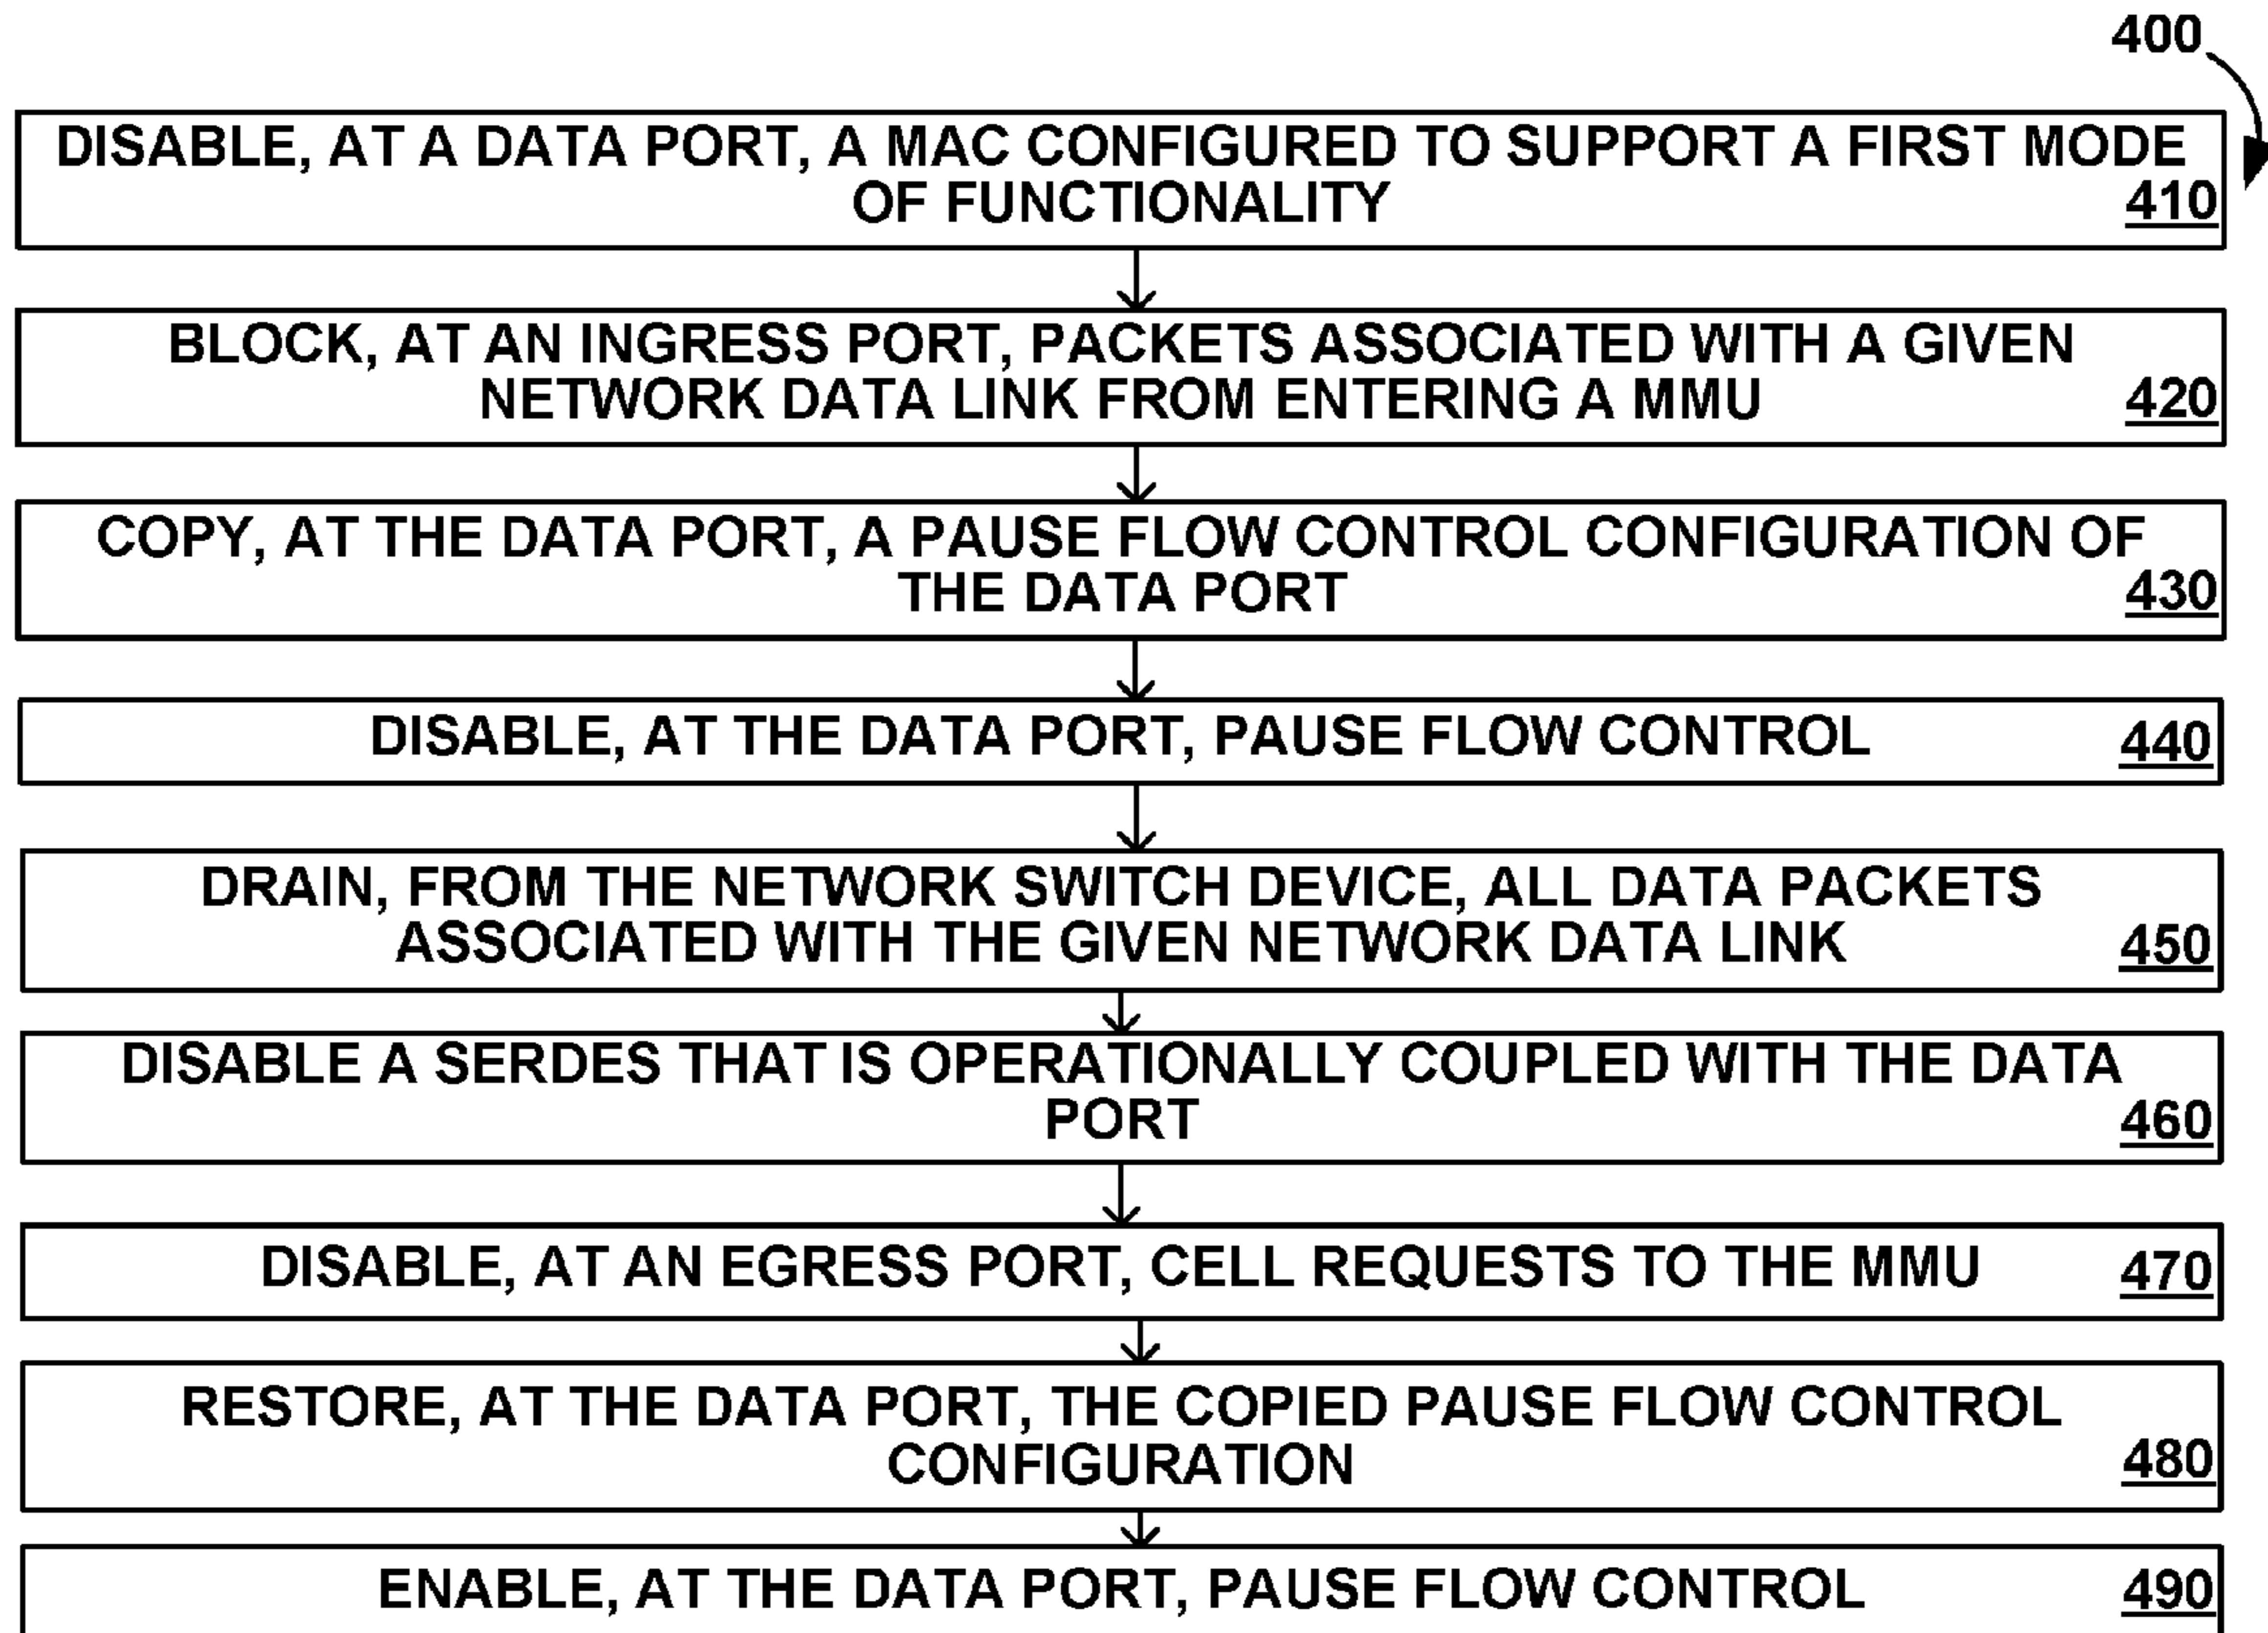 400
DISABLE, AT A DATA PORT, A MAC CONFIGURED TO SUPPORT A FIRST MODE
OF FUNCTIONALITY
410
BLOCK, AT AN INGRESS PORT, PACKETS ASSOCIATED WITH A GIVEN
NETWORK DATA LINK FROM ENTERING A MMU
420
COPY, AT THE DATA PORT, A PAUSE FLOW CONTROL CONFIGURATION OF
THE DATA PORT
430
DISABLE, AT THE DATA PORT, PAUSE FLOW CONTROL
440
DRAIN, FROM THE NETWORK SWITCH DEVICE, ALL DATA PACKETS
ASSOCIATED WITH THE GIVEN NETWORK DATA LINK
450
DISABLE A SERDES THAT IS OPERATIONALLY COUPLED WITH THE DATA
PORT
460
DISABLE, AT AN EGRESS PORT, CELL REQUESTS TO THE MMU
470
RESTORE, AT THE DATA PORT, THE COPIED PAUSE FLOW CONTROL
CONFIGURATION
480
ENABLE, AT THE DATA PORT, PAUSE FLOW CONTROL
490